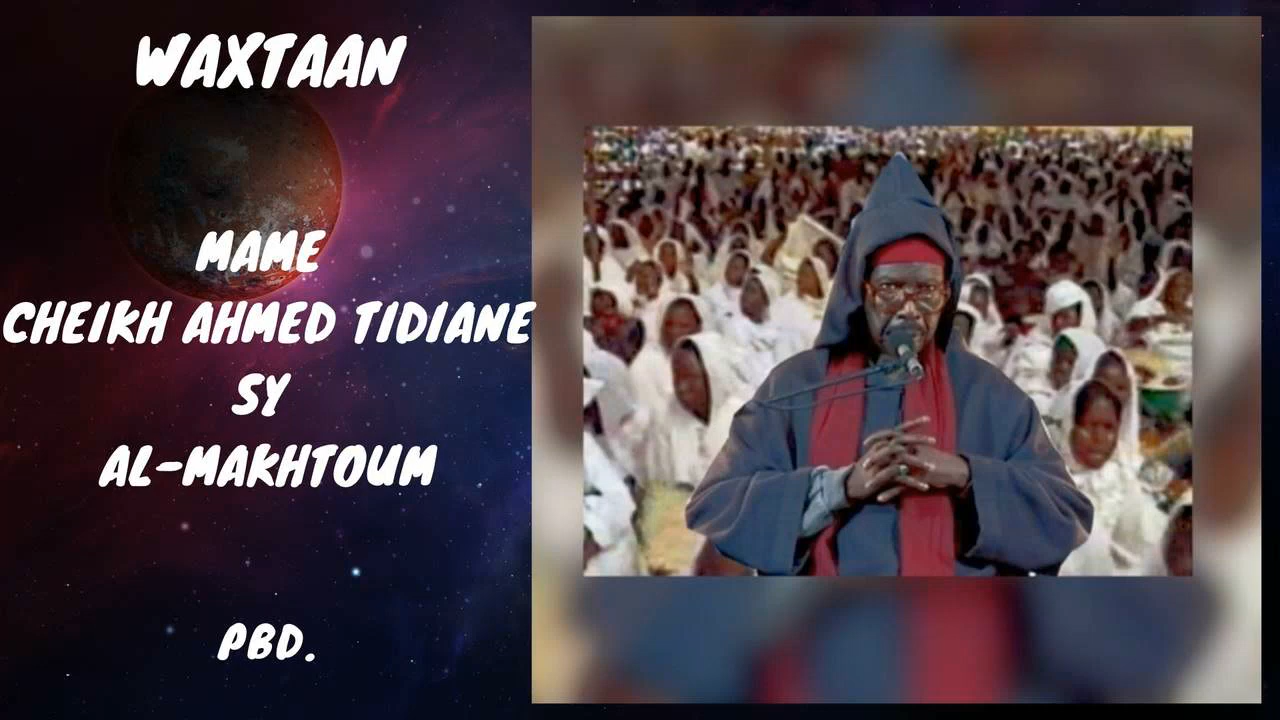 WAXTAAN
MAME
CHEIKH AHMED TIDIANE
SY
AL-MAKHTOUM
PBD.